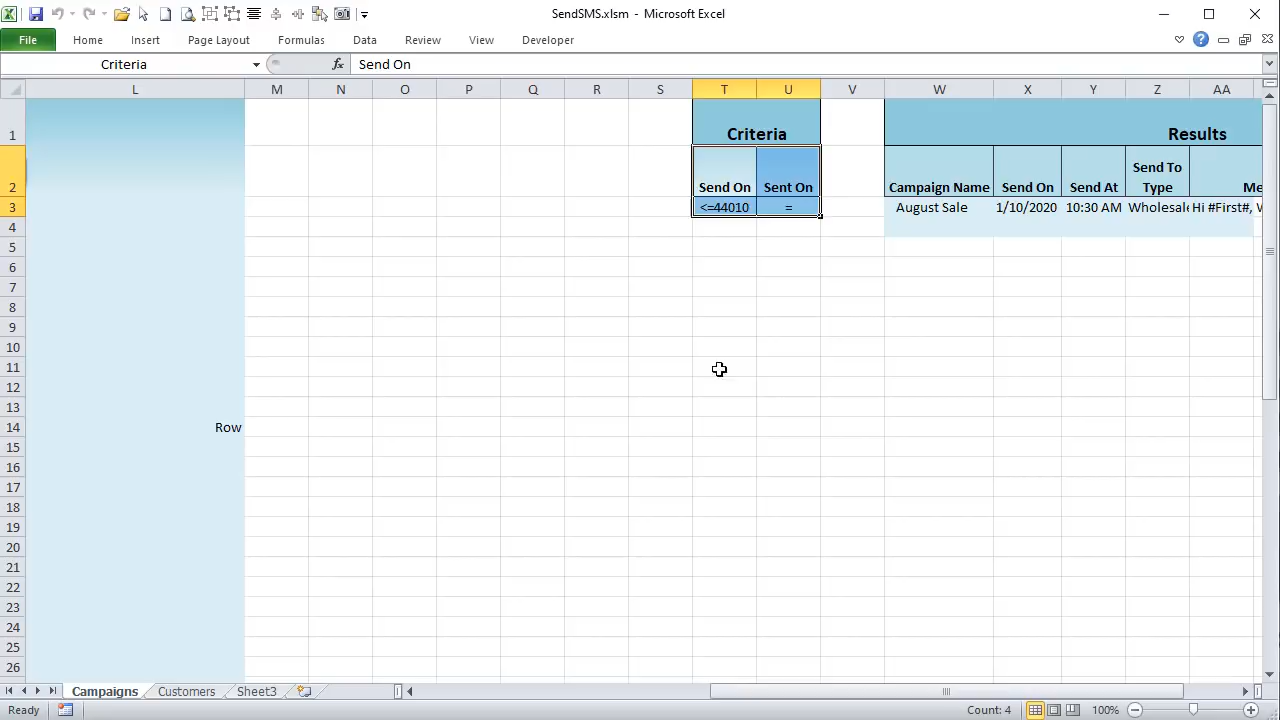 SendSMS.xlsm - Microsoft Excel
File Home Insert Page Layout Formulas Data Review View Developer
Criteria fx Send On
L M N O P Q R S T U V W X Y Z AA
1 Criteria Results
2 Send On Sent On Campaign Name Send On Send At Send To Type Me
3 <=44010 = August Sale 1/10/2020 10:30 AM Wholesale Hi #First#, V
4
5
6
7
8
9
10
11
12
13
14 Row
15
16
17
18
19
20
21
22
23
24
25
26
Campaigns Customers Sheet3
Ready Count: 4 100%